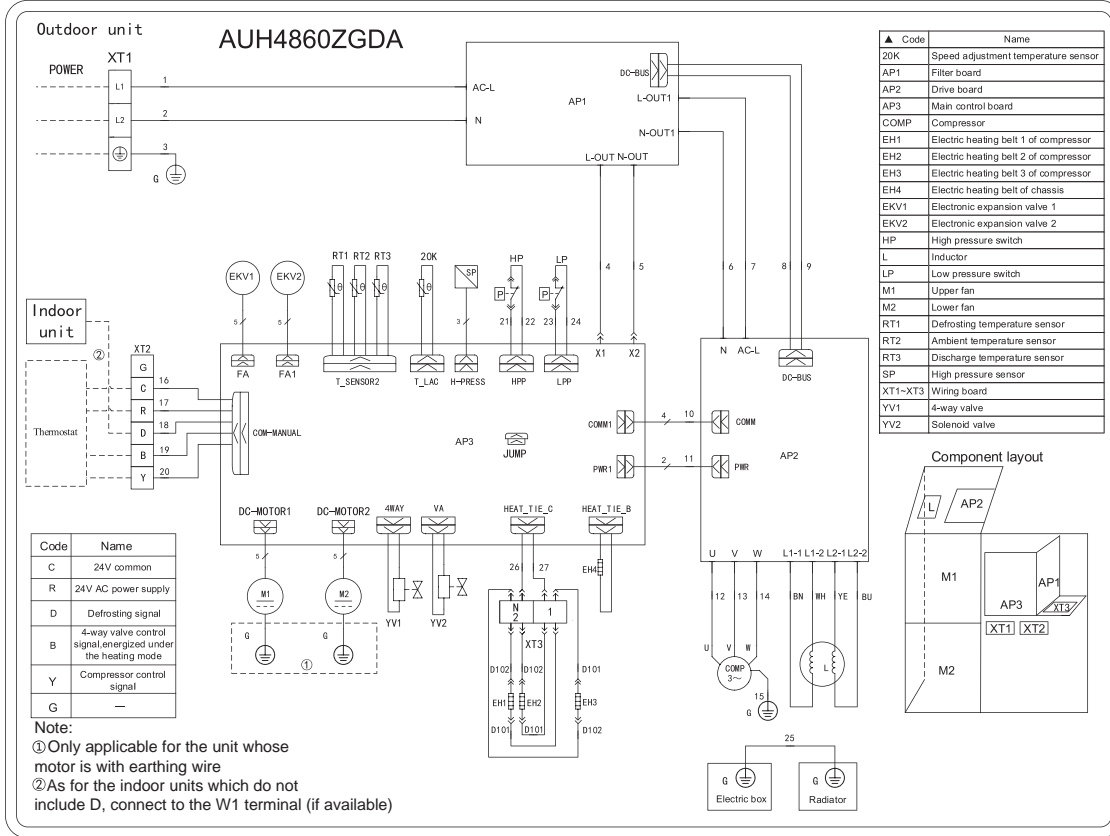 Outdoor unit
AUH4860ZGDA
POWER
XT1
L1
L2
1
2
3
G
AC-L
N
AP1
DC-BUS
L-OUT1
N-OUT1
L-OUT N-OUT
4
5
6
7
8
9
▲ Code Name
20K Speed adjustment temperature sensor
AP1 Filter board
AP2 Drive board
AP3 Main control board
COMP Compressor
EH1 Electric heating belt 1 of compressor
EH2 Electric heating belt 2 of compressor
EH3 Electric heating belt 3 of compressor
EH4 Electric heating belt of chassis
EKV1 Electronic expansion valve 1
EKV2 Electronic expansion valve 2
HP High pressure switch
L Inductor
LP Low pressure switch
M1 Upper fan
M2 Lower fan
RT1 Defrosting temperature sensor
RT2 Ambient temperature sensor
RT3 Discharge temperature sensor
SP High pressure sensor
XT1~XT3 Wiring board
YV1 4-way valve
YV2 Solenoid valve
EKV1
EKV2
RT1 RT2 RT3
20K
SP
HP
LP
θ θ θ θ
P P
5 5 3 21 22 23 24
FA
FA1
T_SENSOR2
T_LAC
H-PRESS
HPP
LPP
X1
X2
N AC-L
DC-BUS
Indoor
unit
②
XT2
G
C 16
R 17
D 18
B 19
Y 20
Thermostat
COM-MANUAL
AP3
JUMP
COMM1
4 10
COMM
PWR1
2 11
PWR
AP2
DC-MOTOR1
DC-MOTOR2
4WAY
VA
HEAT_TIE_C
HEAT_TIE_B
U V W L1-1 L1-2 L2-1 L2-2
5 5
M1
M2
YV1
YV2
26 27
EH4
N
2
1
XT3
G G
①
D102 D102 D101
EH1 EH2 EH3
D101 D101 D102
12 13 14 BN WH YE BU
U V W
COMP
3~
L
15
G
25
G
Electric box
G
Radiator
Component layout
L
AP2
M1
AP3
AP1
XT3
XT1 XT2
M2
Code Name
C 24V common
R 24V AC power supply
D Defrosting signal
B 4-way valve control
signal,energized under
the heating mode
Y Compressor control
signal
G —
Note:
①Only applicable for the unit whose
motor is with earthing wire
②As for the indoor units which do not
include D, connect to the W1 terminal (if available)